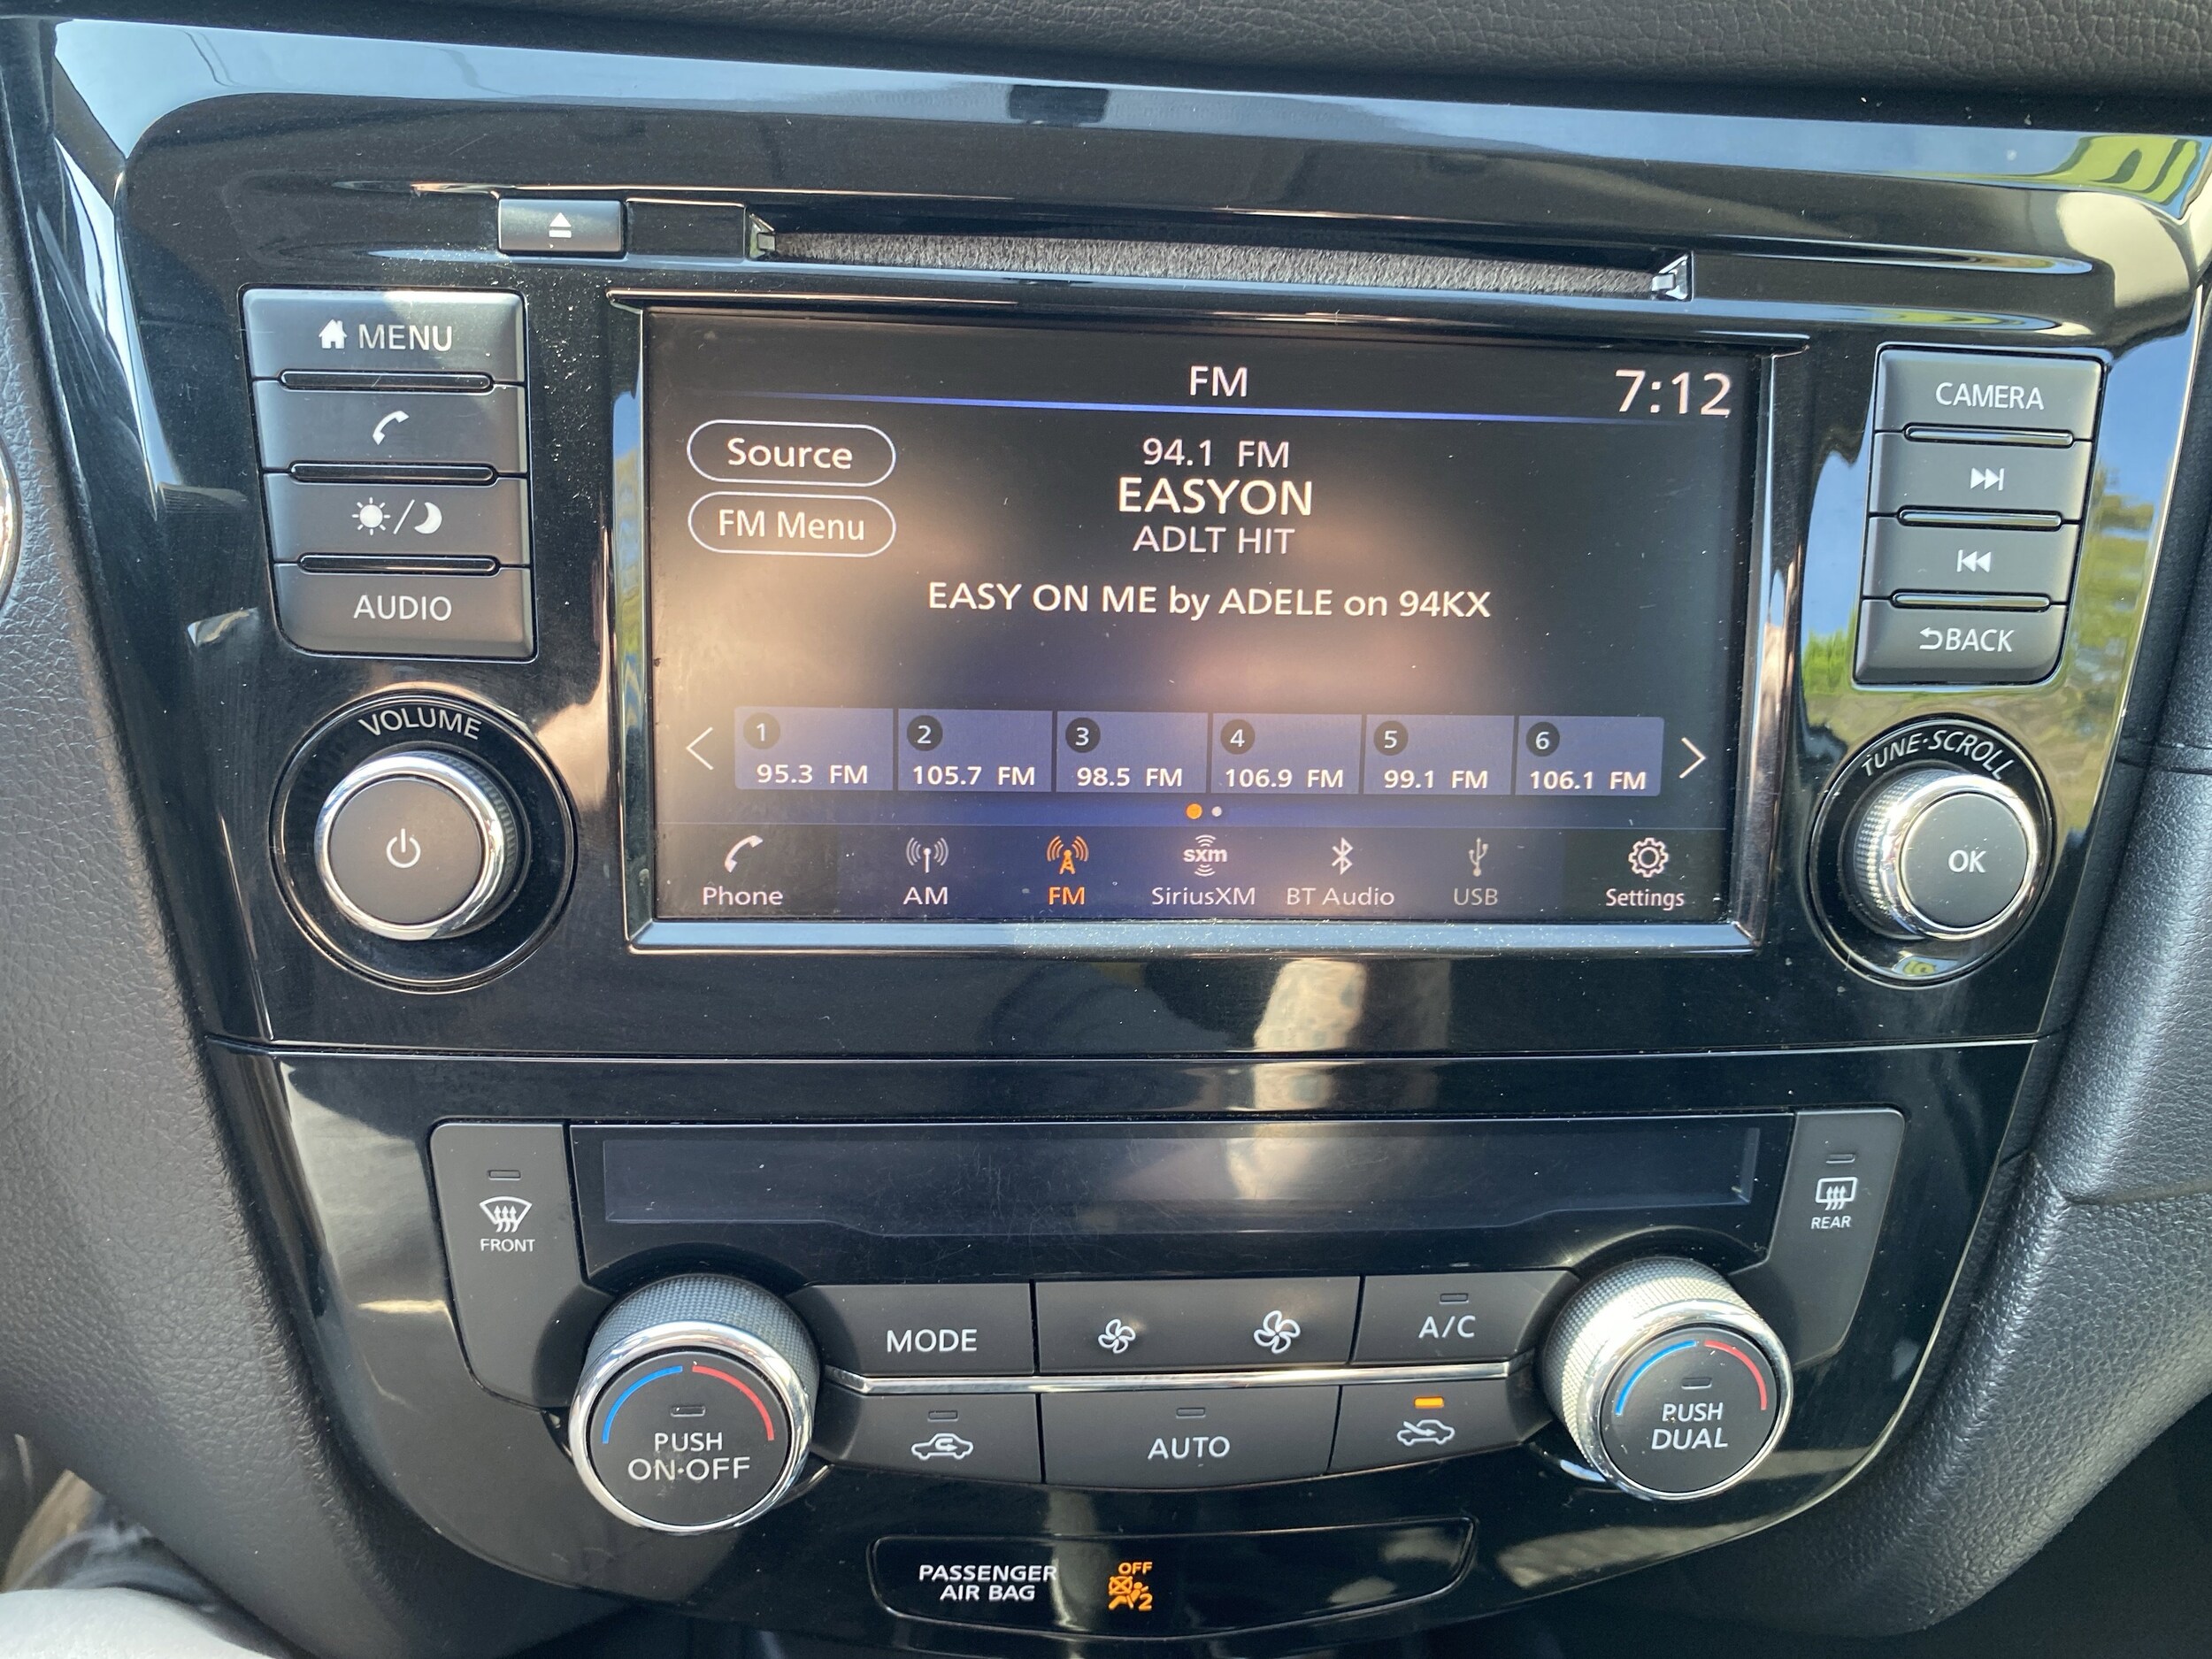 MENU
AUDIO
VOLUME
FM
7:12
Source
94.1 FM
EASYON
FM Menu
ADLT HIT
EASY ON ME by ADELE on 94KX
1
2
3
4
5
6
95.3 FM
105.7 FM
98.5 FM
106.9 FM
99.1 FM
106.1 FM
sxm
Phone
AM
FM
SiriusXM
BT Audio
USB
Settings
CAMERA
BACK
TUNE·SCROLL
OK
FRONT
REAR
MODE
A/C
PUSH
ON·OFF
AUTO
PUSH
DUAL
PASSENGER
AIR BAG
OFF
2